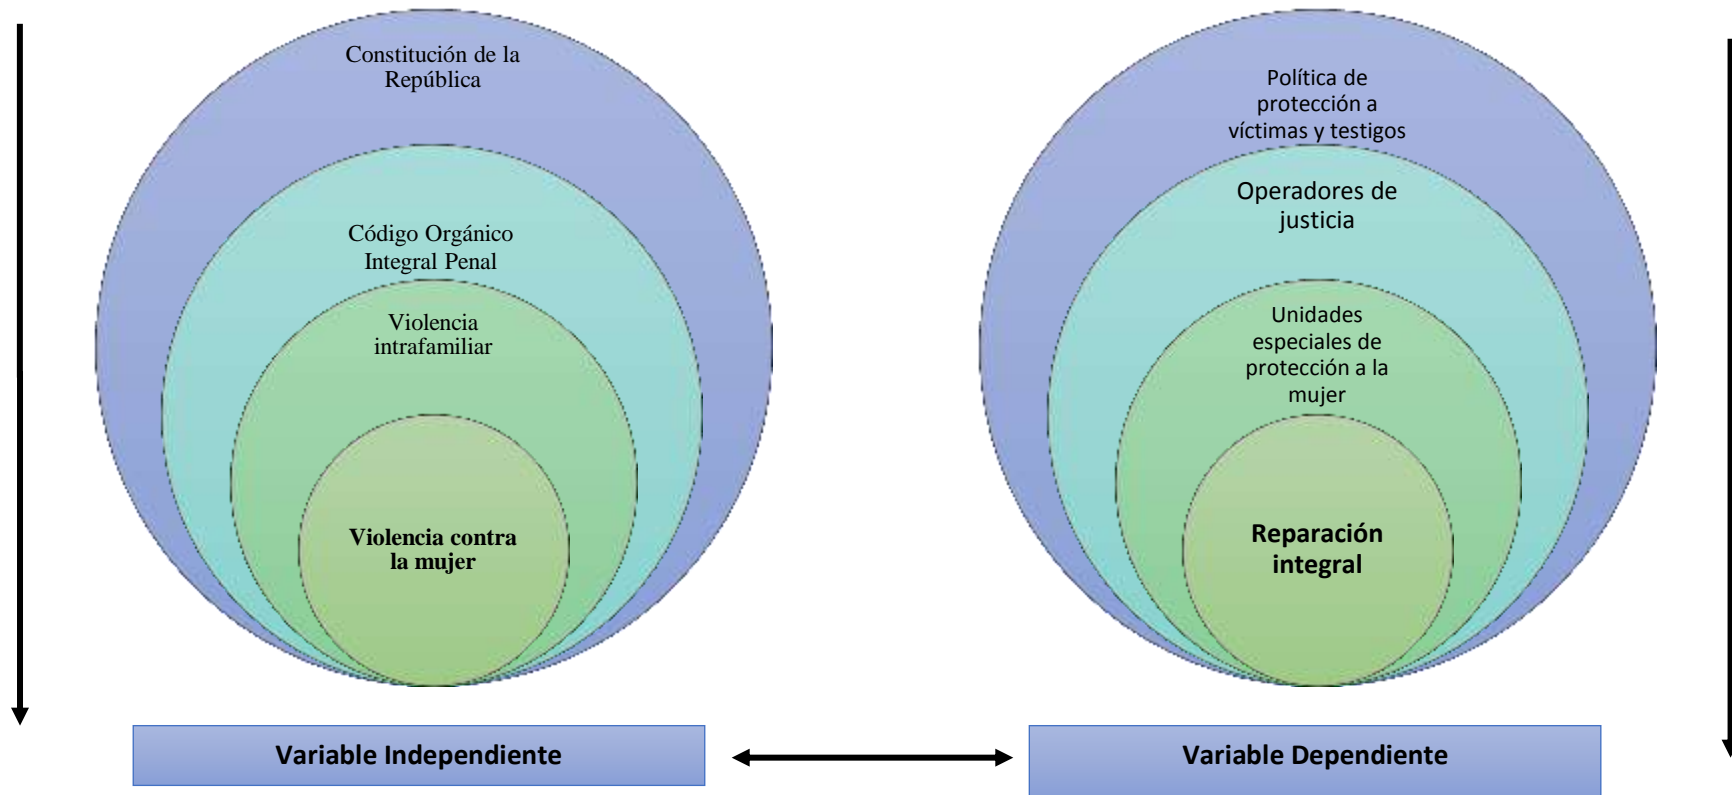 Constitución de la
República
Código Orgánico
Integral Penal
Violencia
intrafamiliar
Violencia contra
la mujer
Variable Independiente
Política de
protección a
víctimas y testigos
Operadores de
justicia
Unidades
especiales de
protección a la
mujer
Reparación
integral
Variable Dependiente